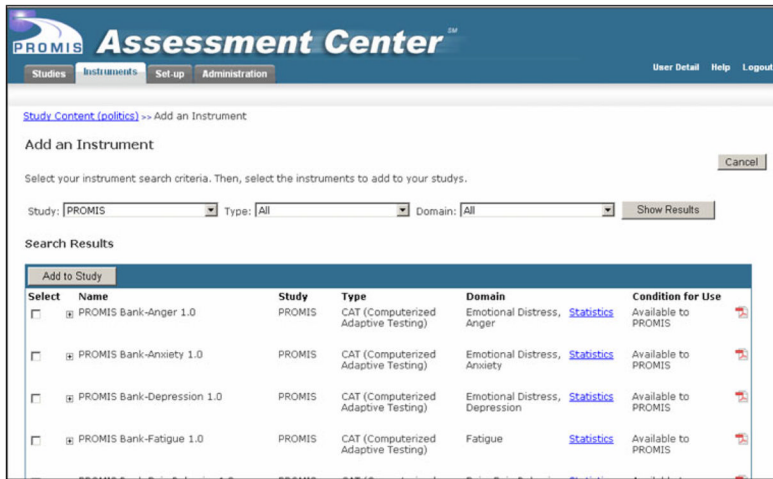 PROMIS Assessment Center SM
Studies Instruments Set-up Administration User Detail Help Logout
Study Content (politics) >> Add an Instrument
Add an Instrument
Cancel
Select your instrument search criteria. Then, select the instruments to add to your studys.
Study: PROMIS Type: All Domain: All Show Results
Search Results
Add to Study
Select Name Study Type Domain Condition for Use
PROMIS Bank-Anger 1.0 PROMIS CAT (Computerized Emotional Distress, Statistics Available to
Adaptive Testing) Anger PROMIS
PROMIS Bank-Anxiety 1.0 PROMIS CAT (Computerized Emotional Distress, Statistics Available to
Adaptive Testing) Anxiety PROMIS
PROMIS Bank-Depression 1.0 PROMIS CAT (Computerized Emotional Distress, Statistics Available to
Adaptive Testing) Depression PROMIS
PROMIS Bank-Fatigue 1.0 PROMIS CAT (Computerized Fatigue Statistics Available to
Adaptive Testing) PROMIS